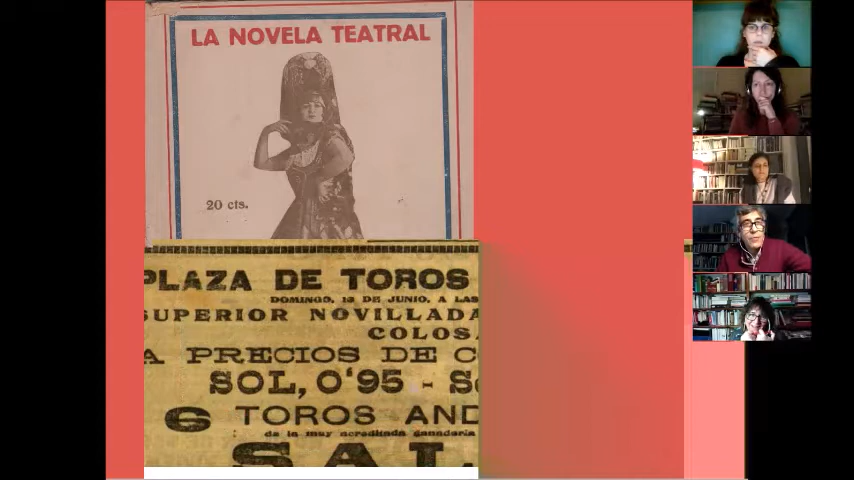 LA NOVELA TEATRAL
20 cts.
PLAZA DE TOROS
DOMINGO, 13 DE JUNIO, A LAS
SUPERIOR NOVILLADA
COLOS
A PRECIOS DE C
SOL, 0'95 - S
6 TOROS AND
de la muy acreditada ganadería
SAL